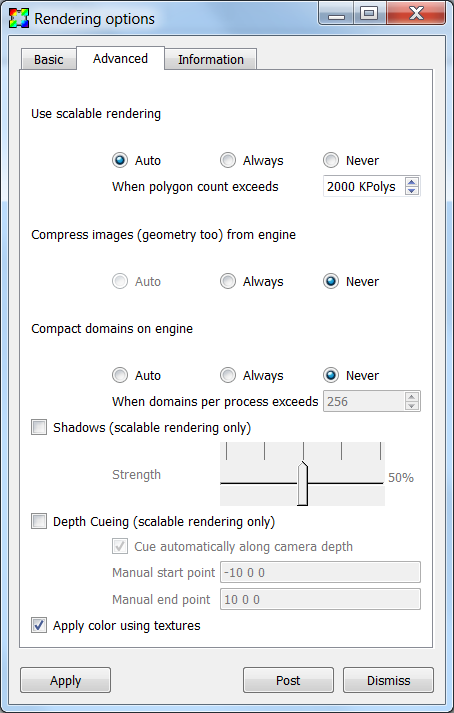 Rendering options
Basic Advanced Information
Use scalable rendering
Auto Always Never
When polygon count exceeds 2000 KPolys
Compress images (geometry too) from engine
Auto Always Never
Compact domains on engine
Auto Always Never
When domains per process exceeds 256
Shadows (scalable rendering only)
Strength 50%
Depth Cueing (scalable rendering only)
Cue automatically along camera depth
Manual start point -10 0 0
Manual end point 10 0 0
Apply color using textures
Apply Post Dismiss